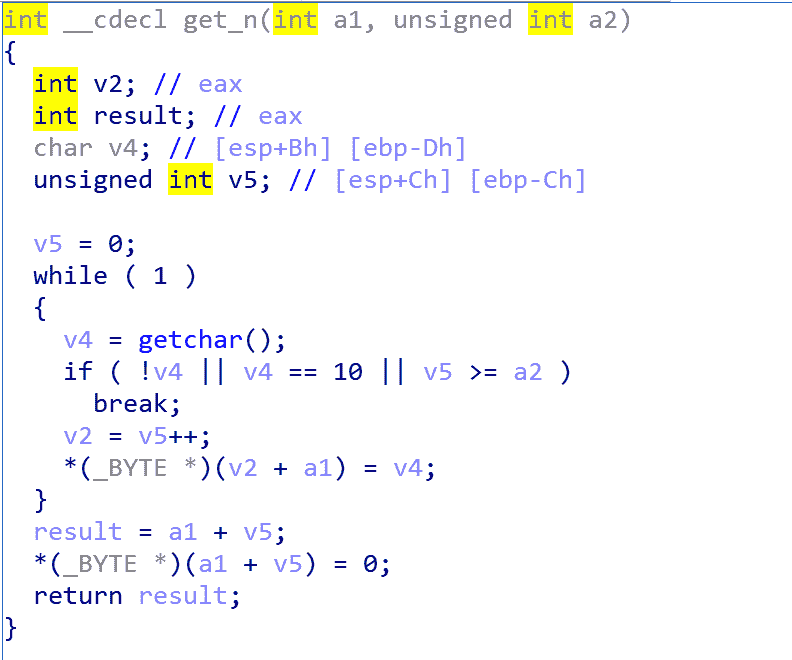 int __cdecl get_n(int a1, unsigned int a2)
{
  int v2; // eax
  int result; // eax
  char v4; // [esp+Bh] [ebp-Dh]
  unsigned int v5; // [esp+Ch] [ebp-Ch]

  v5 = 0;
  while ( 1 )
  {
    v4 = getchar();
    if ( !v4 || v4 == 10 || v5 >= a2 )
      break;
    v2 = v5++;
    *(_BYTE *)(v2 + a1) = v4;
  }
  result = a1 + v5;
  *(_BYTE *)(a1 + v5) = 0;
  return result;
}